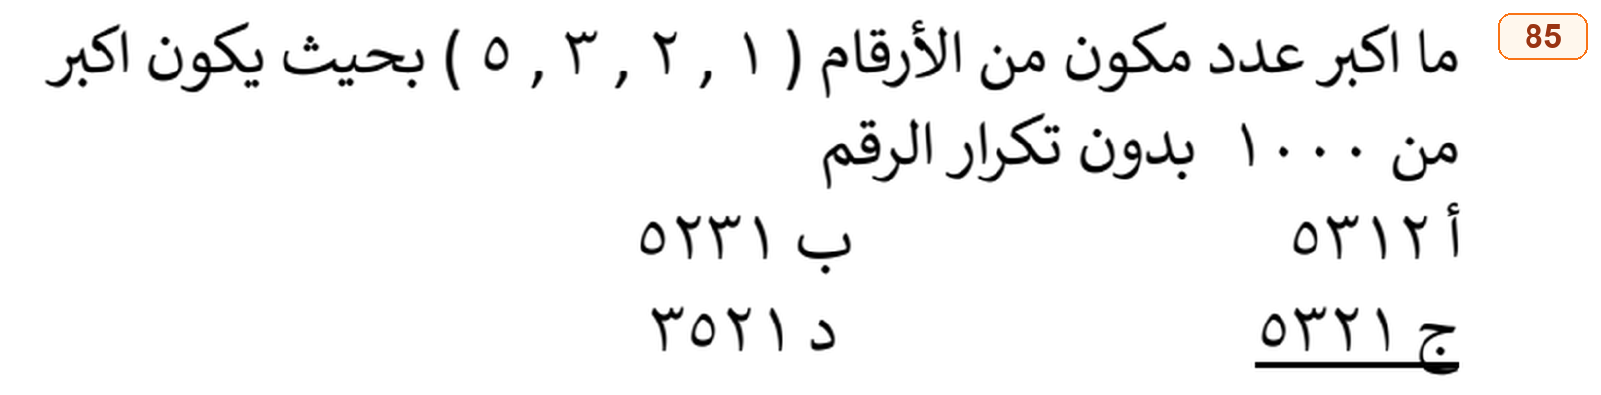 85
ما اكبر عدد مكون من الأرقام ( ١ , ٢ , ٣ , ٥ ) بحيث يكون اكبر
من ١٠٠٠ بدون تكرار الرقم
أ ٥٣١٢
ب ٥٢٣١
ج ٥٣٢١
د ٣٥٢١